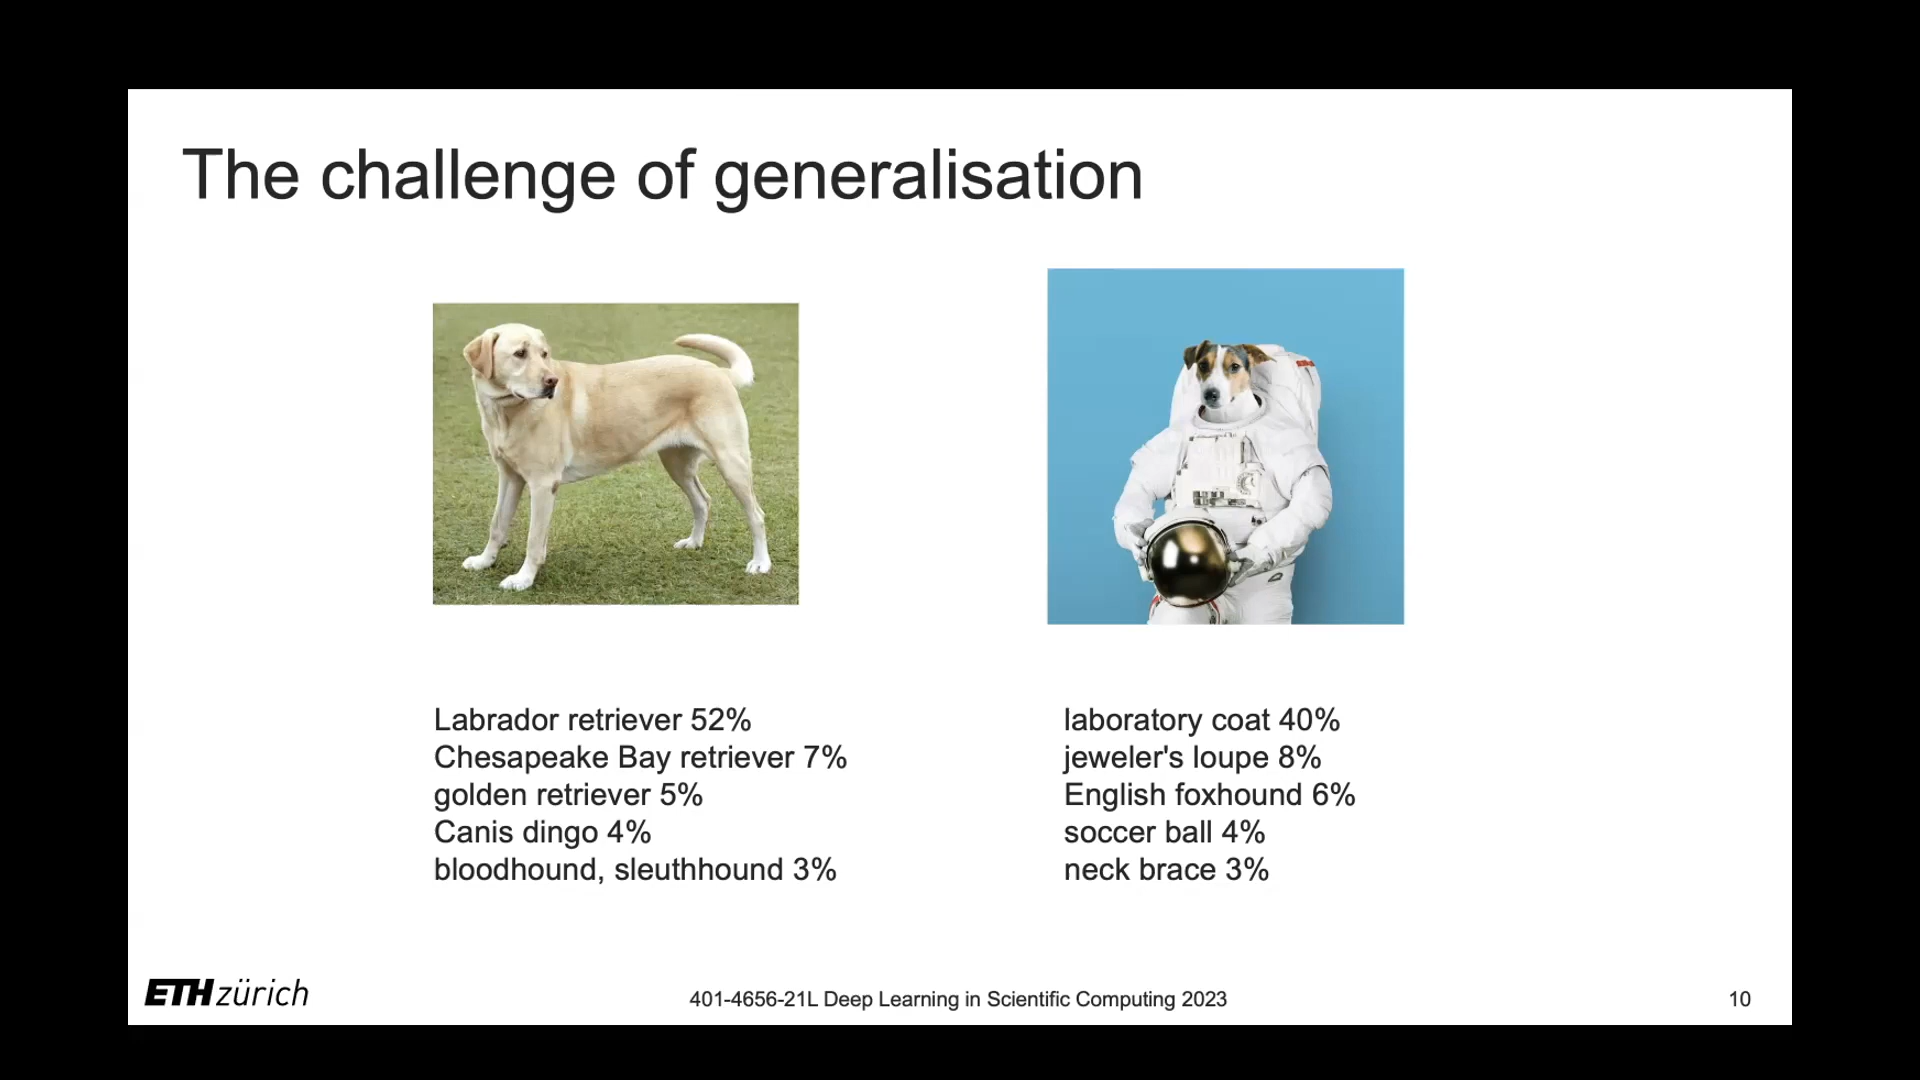 The challenge of generalisation
Labrador retriever 52%
Chesapeake Bay retriever 7%
golden retriever 5%
Canis dingo 4%
bloodhound, sleuthhound 3%
laboratory coat 40%
jeweler's loupe 8%
English foxhound 6%
soccer ball 4%
neck brace 3%
ETH zürich
401-4656-21L Deep Learning in Scientific Computing 2023
10